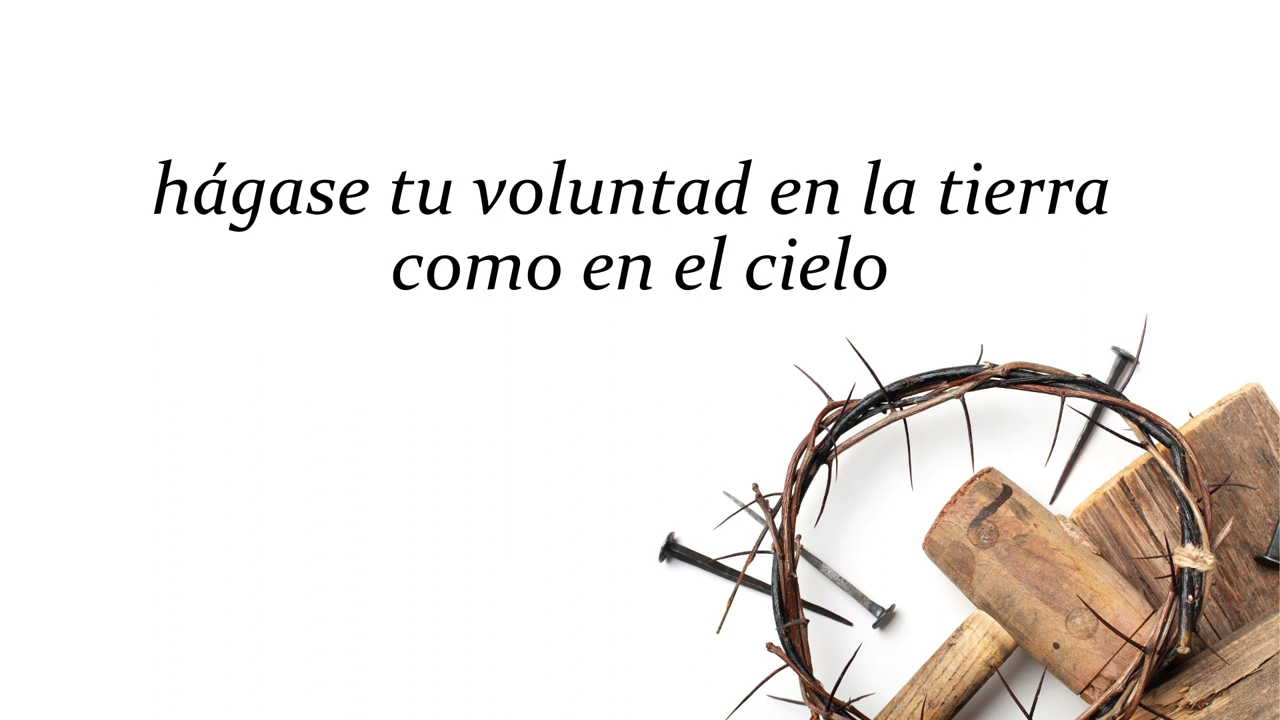 hágase tu voluntad en la tierra
como en el cielo